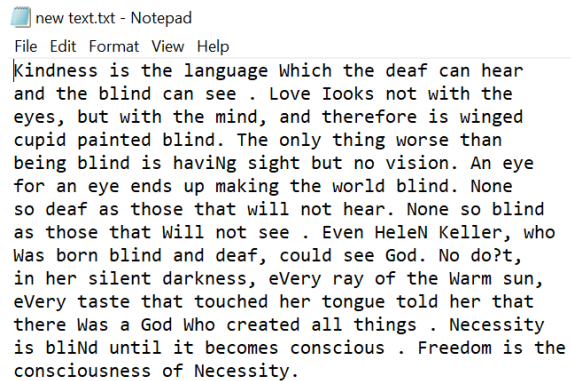 new text.txt - Notepad
File Edit Format View Help
Kindness is the language Which the deaf can hear
and the blind can see . Love Iooks not with the
eyes, but with the mind, and therefore is winged
cupid painted blind. The only thing worse than
being blind is haviNg sight but no vision. An eye
for an eye ends up making the world blind. None
so deaf as those that will not hear. None so blind
as those that Will not see . Even HeleN Keller, who
Was born blind and deaf, could see God. No do?t,
in her silent darkness, eVery ray of the Warm sun,
eVery taste that touched her tongue told her that
there Was a God Who created all things . Necessity
is bliNd until it becomes conscious . Freedom is the
consciousness of Necessity.